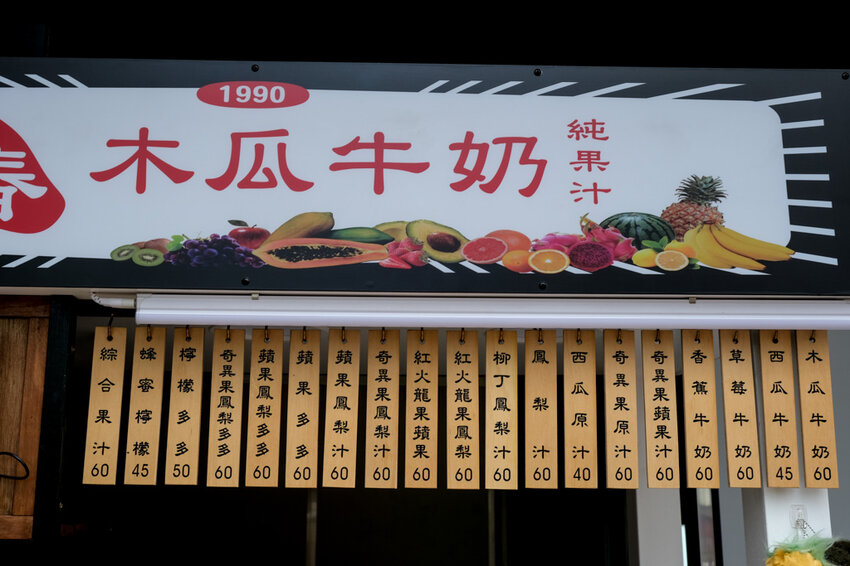 1990
春
木瓜牛奶
純果汁
綜合果汁60
蜂蜜檸檬45
檸檬多多50
奇異果鳳梨多多60
蘋果鳳梨多多60
蘋果多多60
蘋果鳳梨汁60
奇異果鳳梨汁60
紅火龍果蘋果60
紅火龍果鳳梨60
柳丁鳳梨汁60
鳳梨汁60
西瓜原汁40
奇異果原汁60
奇異果蘋果汁60
香蕉牛奶60
草莓牛奶60
西瓜牛奶45
木瓜牛奶60